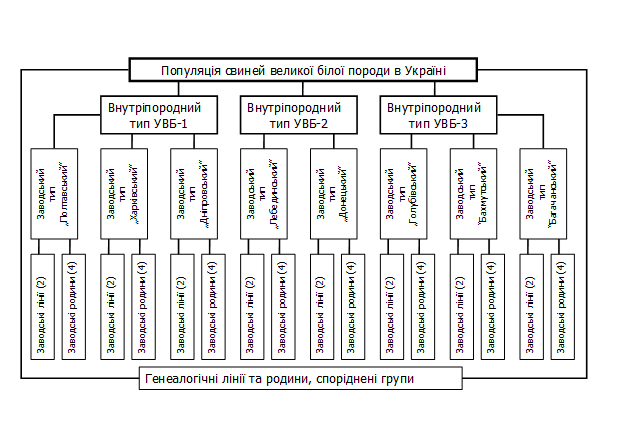 Популяція свиней великої білої породи в Україні
Внутріпородний
тип УВБ-1
Внутріпородний
тип УВБ-2
Внутріпородний
тип УВБ-3
Заводський
тип
„Полтавський“
Заводський
тип
„Харківський“
Заводський
тип
„Дніпровський“
Заводський
тип
„Лебединський“
Заводський
тип
„Донецький“
Заводський
тип
„Голубівський“
Заводський
тип
“Бахмутський“
Заводський
тип
“Багачанський“
Заводські лінії (2)
Заводські родини (4)
Заводські лінії (2)
Заводські родини (4)
Заводські лінії (2)
Заводські родини (4)
Заводські лінії (2)
Заводські родини (4)
Заводські лінії (2)
Заводські родини (4)
Заводські лінії (2)
Заводські родини (4)
Заводські лінії (2)
Заводські родини (4)
Заводські лінії (2)
Заводські родини (4)
Генеалогічні лінії та родини, споріднені групи